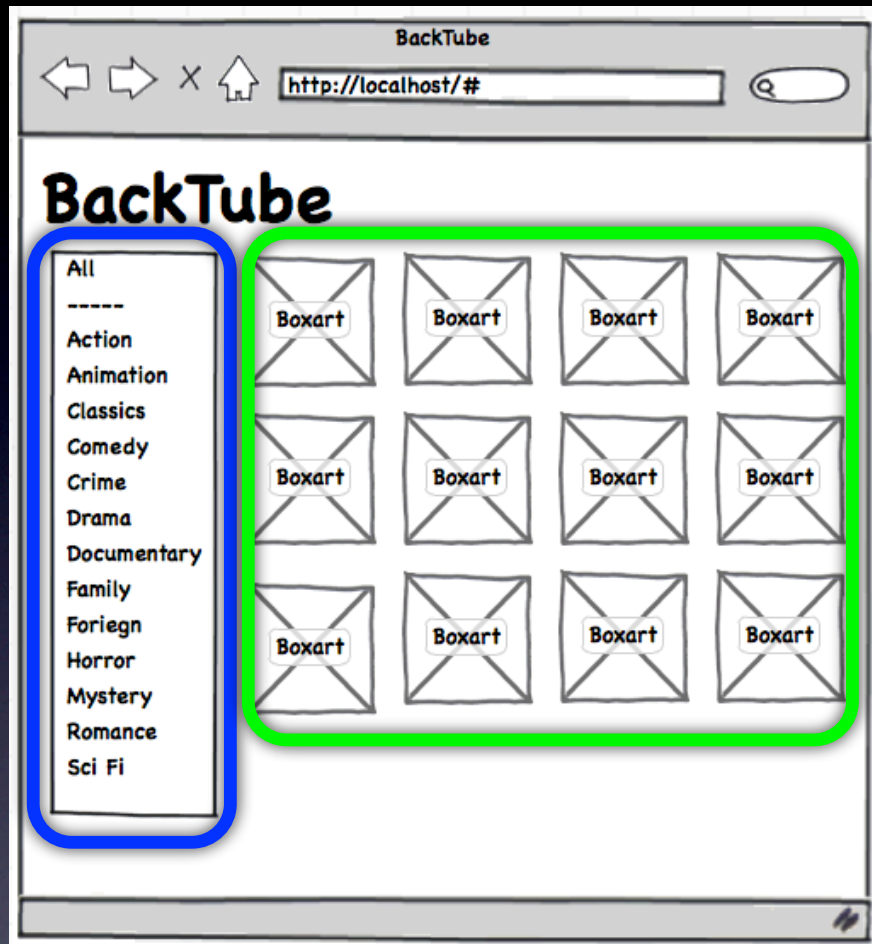 BackTube
http://localhost/#
BackTube
All
-----
Action
Animation
Classics
Comedy
Crime
Drama
Documentary
Family
Foriegn
Horror
Mystery
Romance
Sci Fi
Boxart Boxart Boxart Boxart
Boxart Boxart Boxart Boxart
Boxart Boxart Boxart Boxart